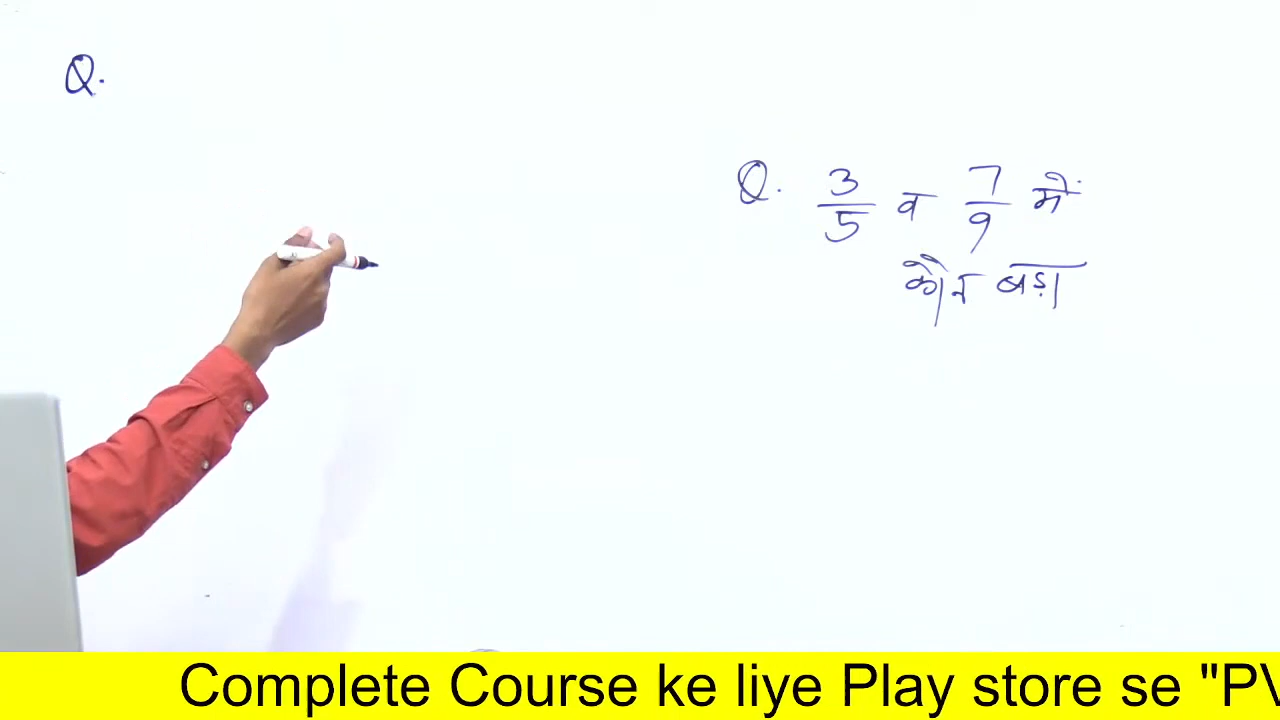 Q.
Q. 3/5 व 7/9 में
कौन बड़ा
Complete Course ke liye Play store se "PV